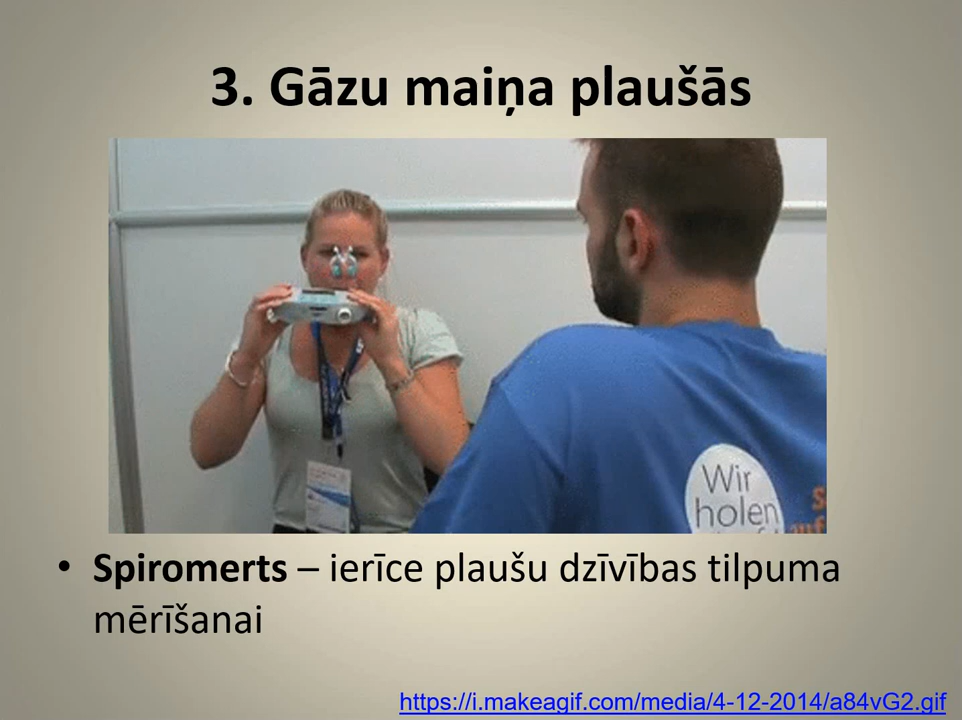 3. Gāzu maiņa plaušās
Wir
holen
• Spiromerts – ierīce plaušu dzīvības tilpuma
mērīšanai
https://i.makeagif.com/media/4-12-2014/a84vG2.gif